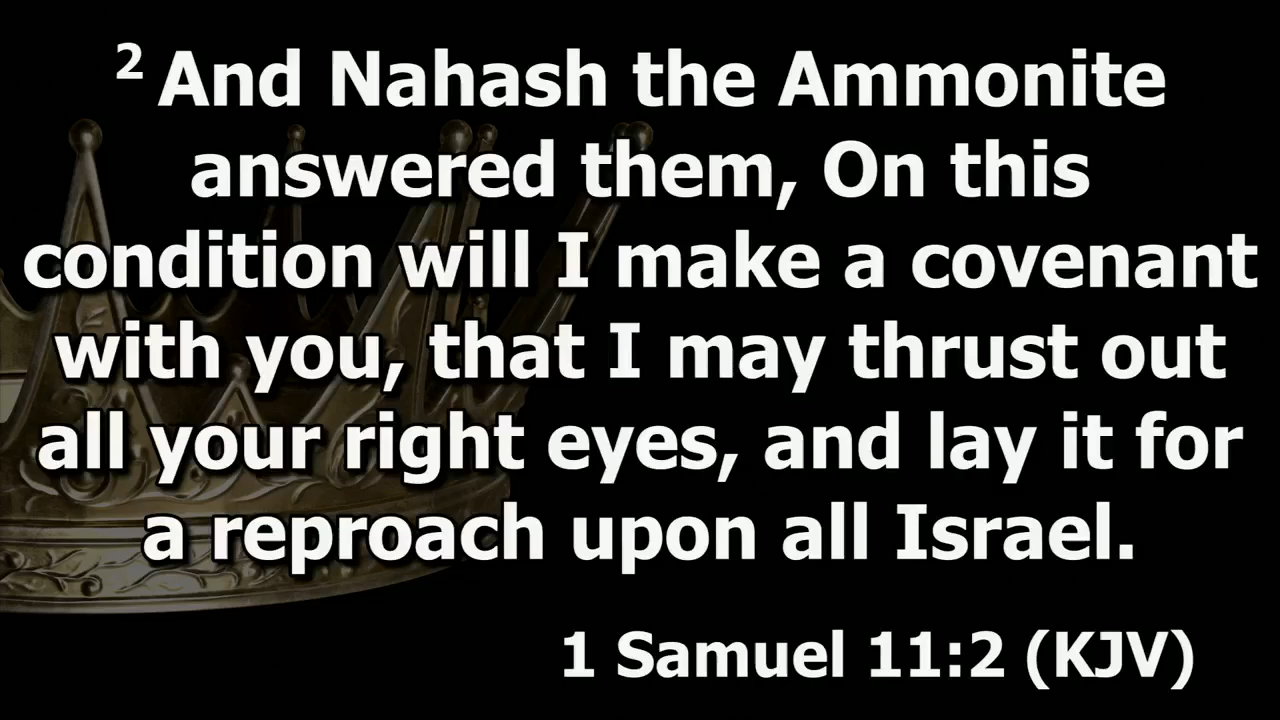 ² And Nahash the Ammonite
answered them, On this
condition will I make a covenant
with you, that I may thrust out
all your right eyes, and lay it for
a reproach upon all Israel.
1 Samuel 11:2 (KJV)